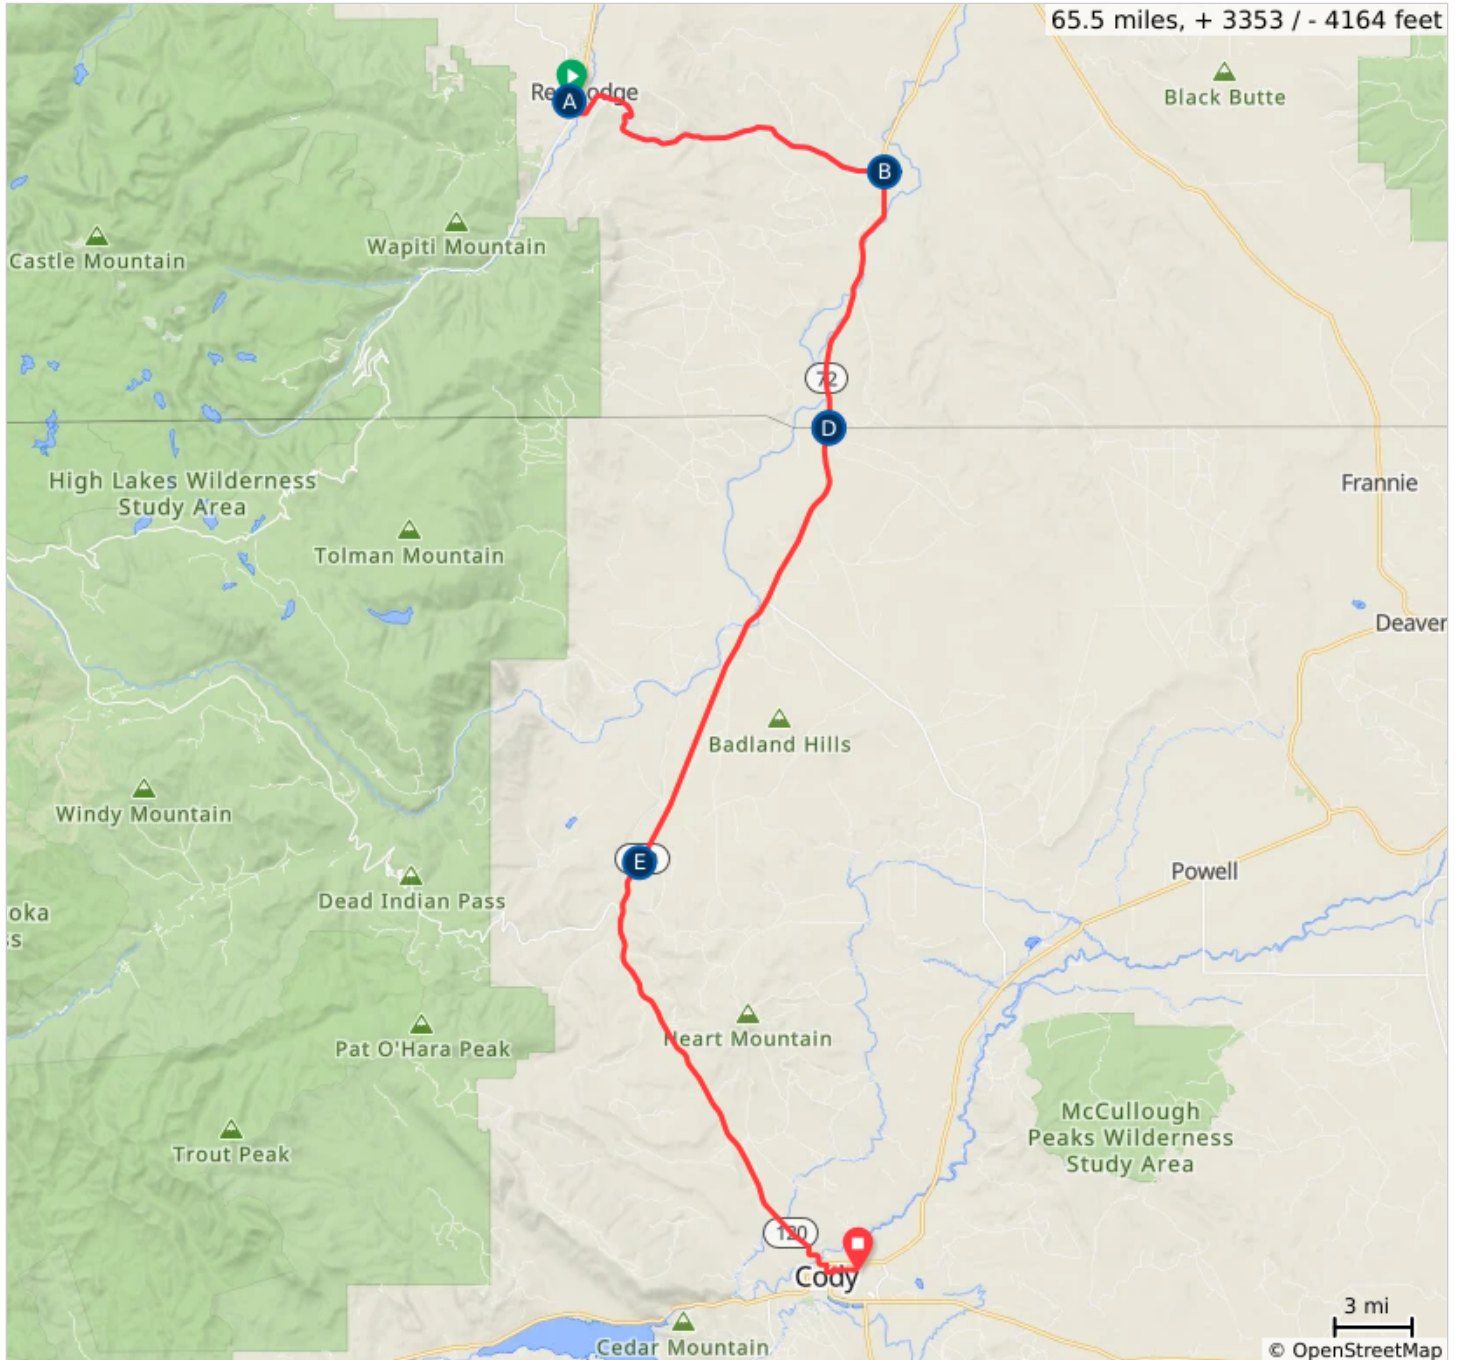 65.5 miles, + 3353 / - 4164 feet
Black Butte
A
B
Wapiti Mountain
Castle Mountain
72
D
High Lakes Wilderness
Study Area
Frannie
Tolman Mountain
Deaver
Badland Hills
Windy Mountain
E
Powell
Dead Indian Pass
oka
s
Heart Mountain
Pat O'Hara Peak
McCullough
Peaks Wilderness
Study Area
Trout Peak
120
Cody
3 mi
Cedar Mountain
© OpenStreetMap